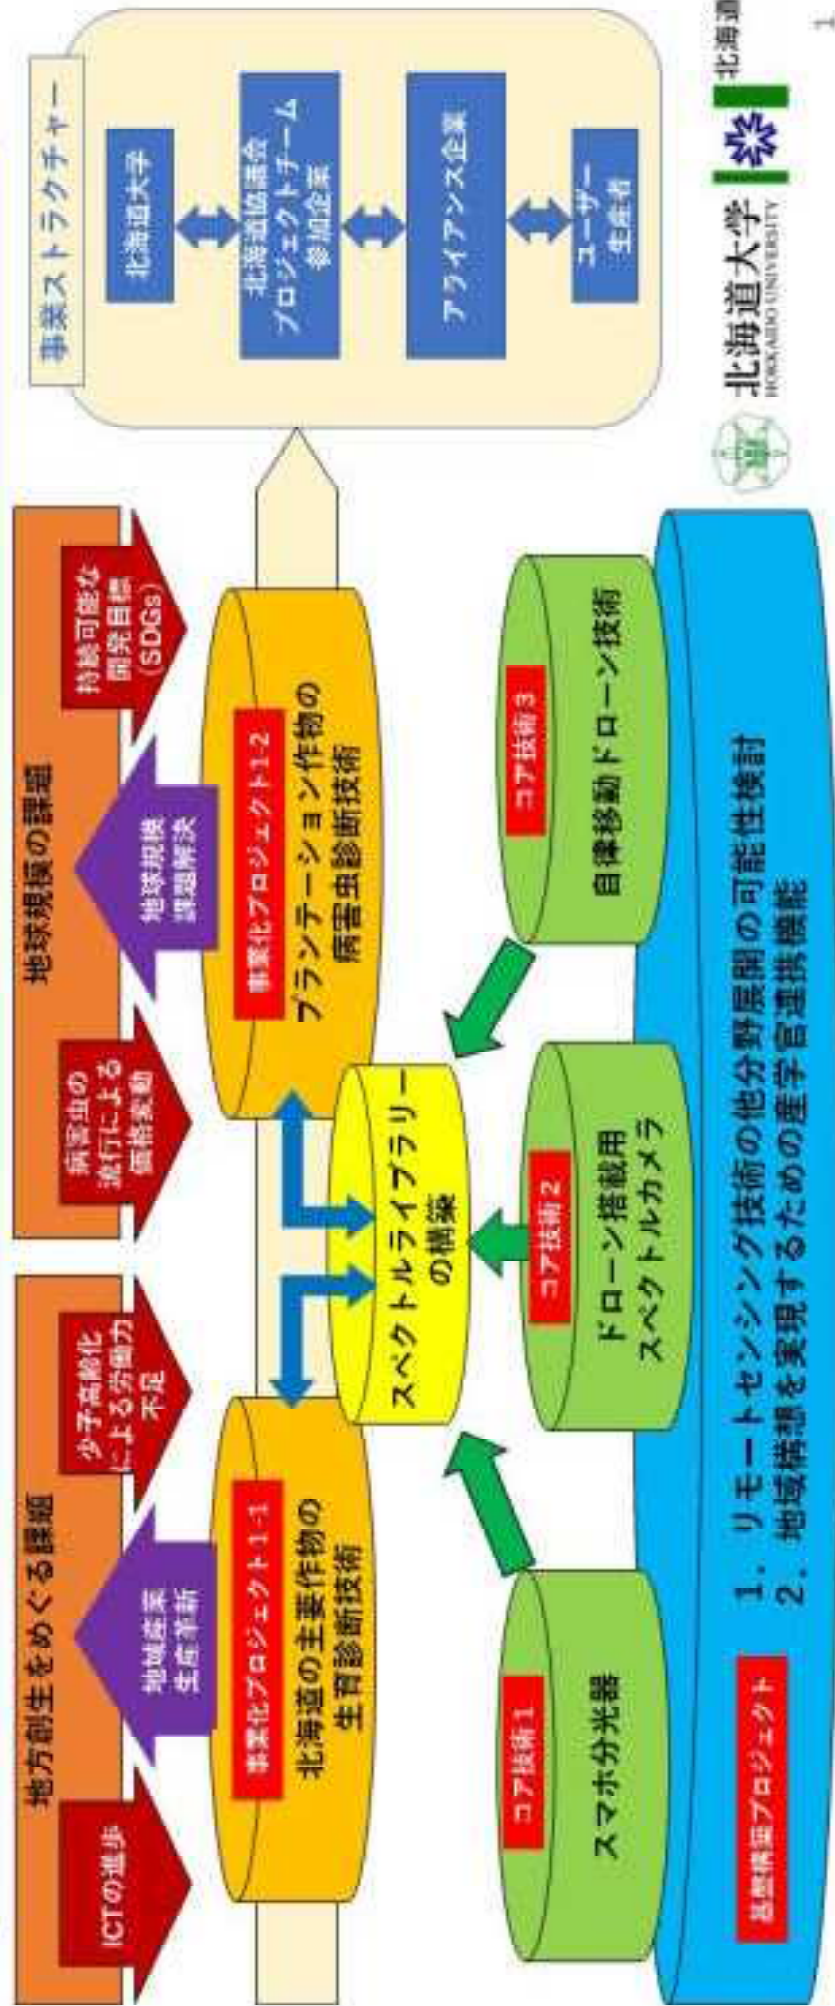 地方創生をめぐる課題
ICTの進歩
地域産業
生産革新
少子高齢化
による労働力
不足
地球規模の課題
病害虫の
流行による
価格変動
地球規模
課題解決
持続可能な
開発目標
(SDGs)
事業化プロジェクト1-1
北海道の主要作物の
生育診断技術
事業化プロジェクト1-2
プランテーション作物の
病害虫診断技術
スペクトルライブラリー
の構築
コア技術1
スマホ分光器
コア技術2
ドローン搭載用
スペクトルカメラ
コア技術3
自律移動ドローン技術
基盤構築プロジェクト
1. リモートセンシング技術の他分野展開の可能性検討
2. 地域構想を実現するための産学官連携機能
事業ストラクチャー
北海道大学
北海道協議会
プロジェクトチーム
参加企業
アライアンス企業
ユーザー
生産者
北海道大学
HOKKAIDO UNIVERSITY
北海道
1